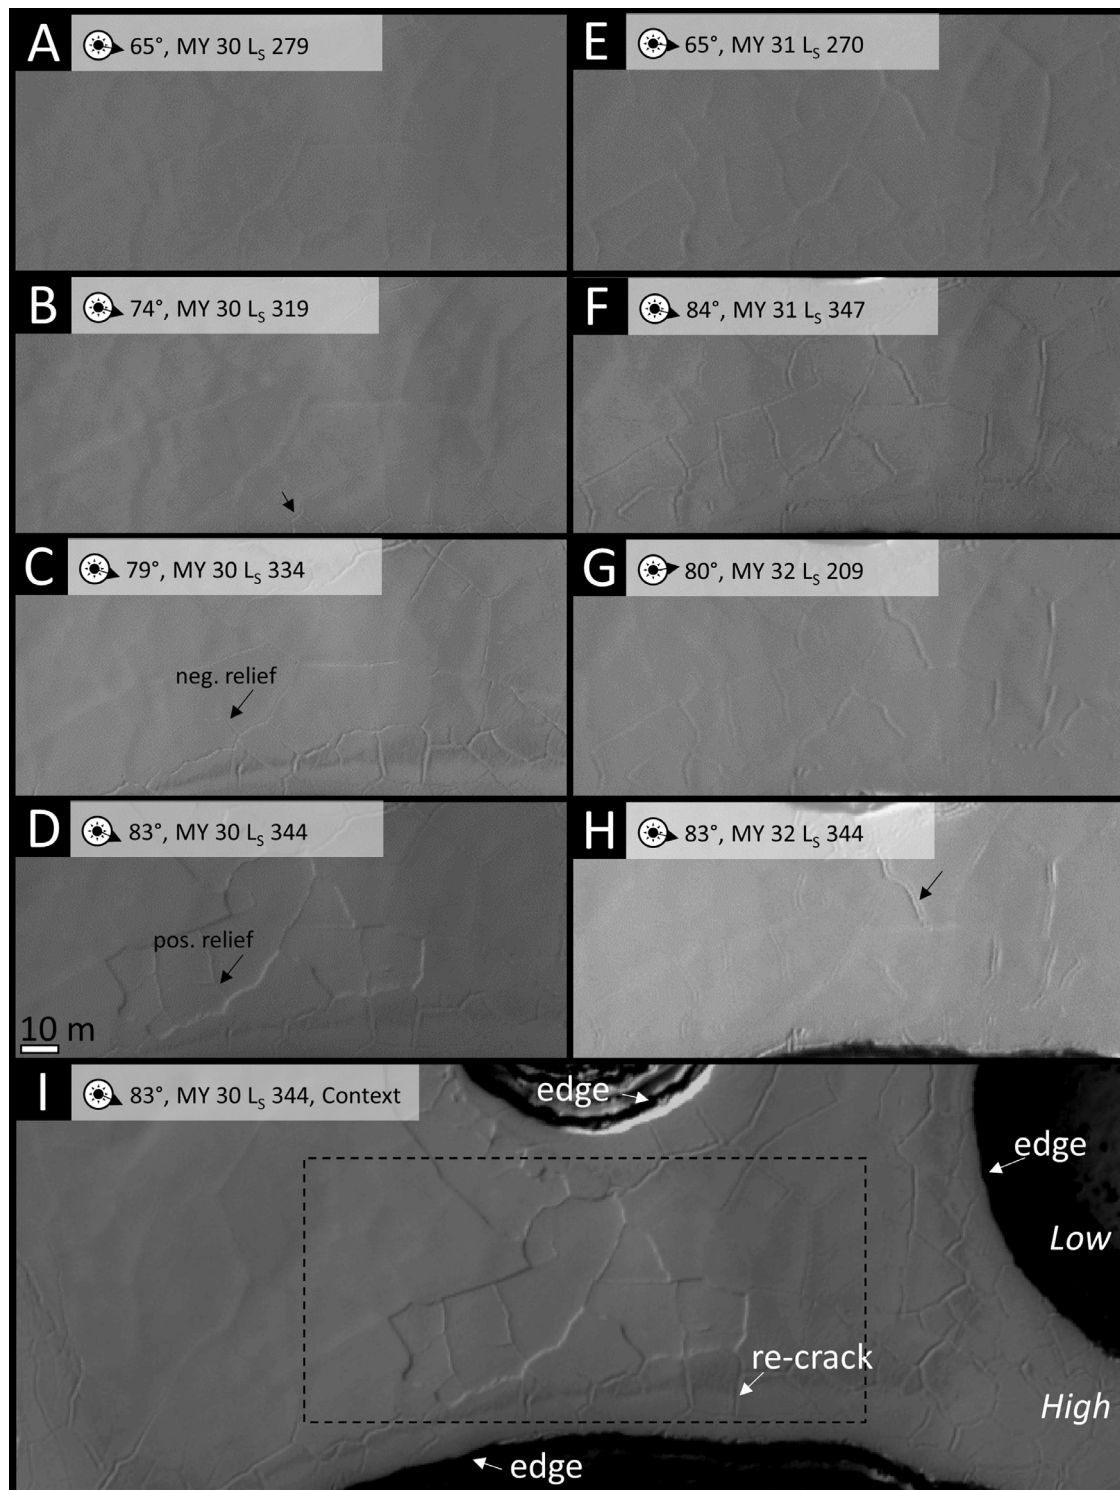 A 65°, MY 30 Lₛ 279
B 74°, MY 30 Lₛ 319
C 79°, MY 30 Lₛ 334
neg. relief
D 83°, MY 30 Lₛ 344
pos. relief
10 m
E 65°, MY 31 Lₛ 270
F 84°, MY 31 Lₛ 347
G 80°, MY 32 Lₛ 209
H 83°, MY 32 Lₛ 344
I 83°, MY 30 Lₛ 344, Context
edge
edge
Low
re-crack
High
edge